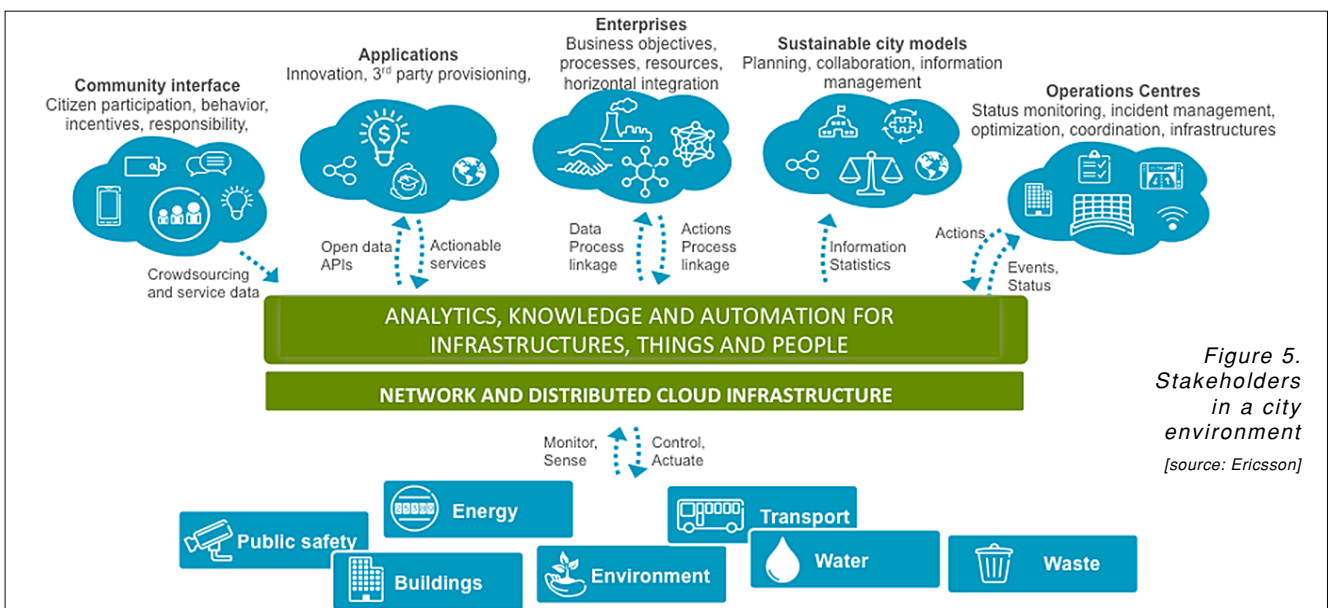 Community interface
Citizen participation, behavior,
incentives, responsibility,
Applications
Innovation, 3rd party provisioning,
Enterprises
Business objectives,
processes, resources,
horizontal integration
Sustainable city models
Planning, collaboration, information
management
Operations Centres
Status monitoring, incident management,
optimization, coordination, infrastructures
$
Crowdsourcing
and service data
Open data
APIs
Actionable
services
Data
Process
linkage
Actions
Process
linkage
Information
Statistics
Actions
Events,
Status
ANALYTICS, KNOWLEDGE AND AUTOMATION FOR
INFRASTRUCTURES, THINGS AND PEOPLE
NETWORK AND DISTRIBUTED CLOUD INFRASTRUCTURE
Figure 5.
Stakeholders
in a city
environment
[source: Ericsson]
Monitor,
Sense
Control,
Actuate
Public safety
Energy
Buildings
Environment
Transport
Water
Waste